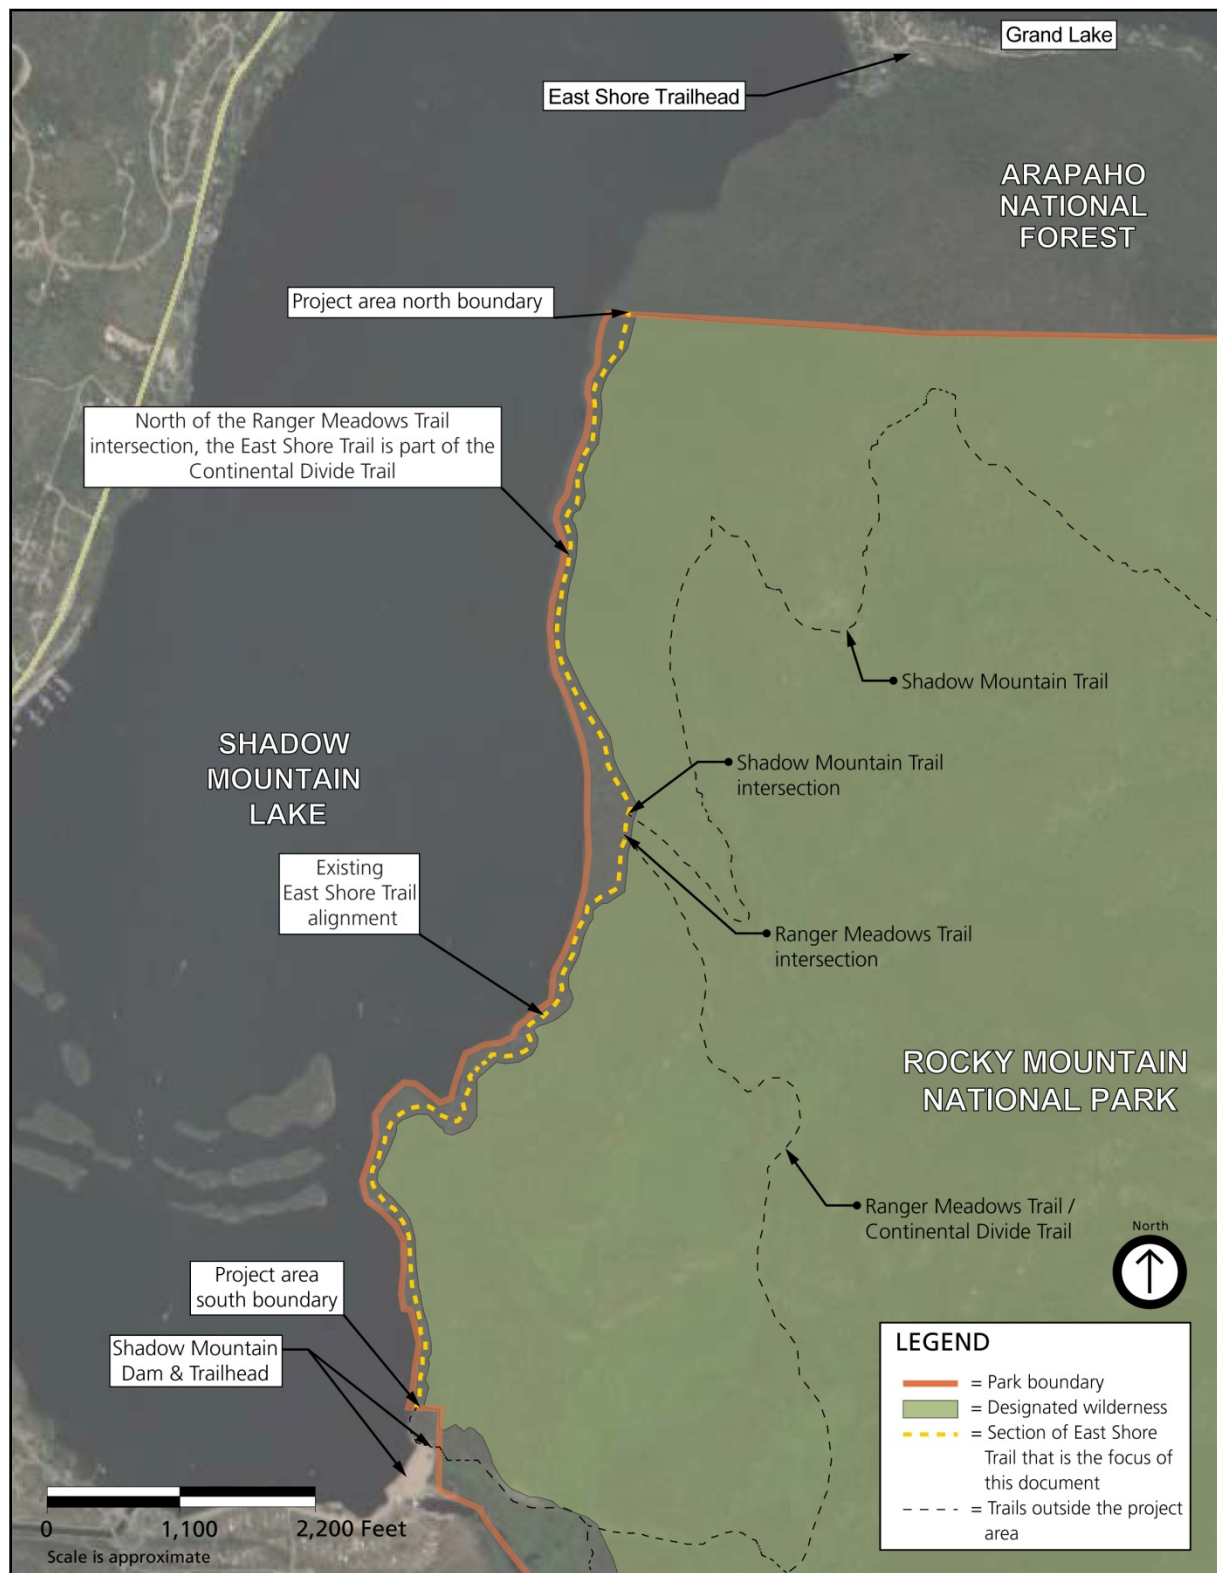 Grand Lake
East Shore Trailhead
ARAPAHO
NATIONAL
FOREST
Project area north boundary
North of the Ranger Meadows Trail
intersection, the East Shore Trail is part of the
Continental Divide Trail
Shadow Mountain Trail
SHADOW
MOUNTAIN
LAKE
Shadow Mountain Trail
intersection
Existing
East Shore Trail
alignment
Ranger Meadows Trail
intersection
ROCKY MOUNTAIN
NATIONAL PARK
Ranger Meadows Trail /
Continental Divide Trail
North
Project area
south boundary
Shadow Mountain
Dam & Trailhead
LEGEND
= Park boundary
= Designated wilderness
= Section of East Shore
Trail that is the focus of
this document
= Trails outside the project
area
0 1,100 2,200 Feet
Scale is approximate